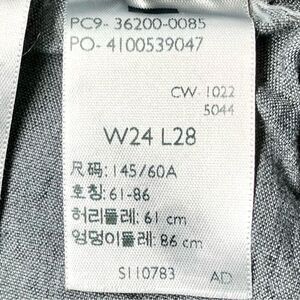 PC9- 36200-0085
PO- 4100539047
CW- 1022
5044
W24 L28
尺码: 145/60A
호칭: 61-86
허리둘레: 61 cm
엉덩이둘레: 86 cm
S110783 AD